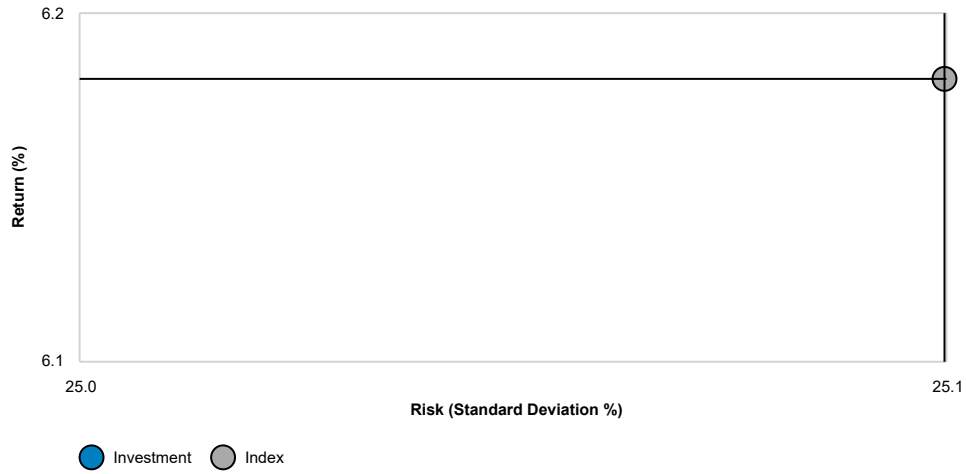 6.2
Return (%)
6.1
25.0
25.1
Risk (Standard Deviation %)
Investment
Index